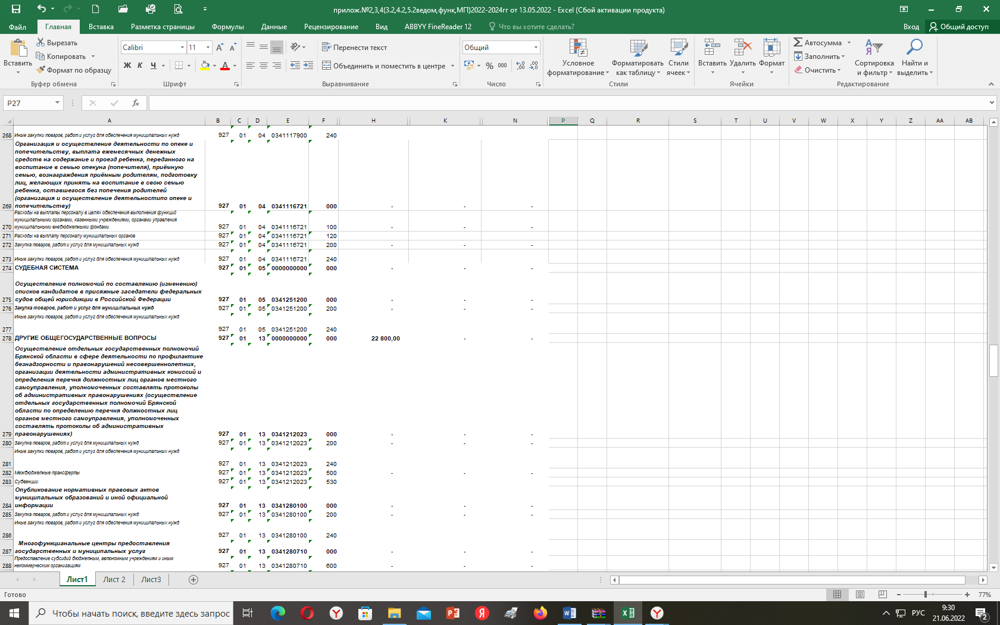 прилож.№2,3,4(3.2,4.2,5.2ведом,функ,МП)2022-2024гг от 13.05.2022 - Excel (Сбой активации продукта)
Файл Главная Вставка Разметка страницы Формулы Данные Рецензирование Вид ABBYY FineReader 12 Что вы хотите сделать? Вход Общий доступ
Вставить
Вырезать
Копировать
Формат по образцу
Буфер обмена
Calibri 11
Ж К Ч
Шрифт
Перенести текст
Объединить и поместить в центре
Выравнивание
Общий
% 000
Число
Условное форматирование
Форматировать как таблицу
Стили ячеек
Стили
Вставить Удалить Формат
Ячейки
Автосумма
Заполнить
Очистить
Сортировка и фильтр
Найти и выделить
Редактирование
P27 fx
A B C D E F H K N P Q R S T U V W X Y Z AA AB
268 Иные закупки товаров, работ и услуг для обеспечения муниципальных нужд 927 01 04 0341117900 240
Организация и осуществление деятельности по опеке и
попечительству, выплата ежемесячных денежных
средств на содержание и проезд ребенка, переданного на
воспитание в семью опекуна (попечителя), приёмную
семью, вознаграждения приёмным родителям, подготовку
лиц, желающих принять на воспитание в свою семью
ребенка, оставшегося без попечения родителей
(организация и осуществление деятельностипо опеке и
269 попечительству) 927 01 04 0341116721 000 - - -
Расходы на выплаты персоналу в целях обеспечения выполнения функций
муниципальными органами, казенными учреждениями, органами управления
270 муниципальными внебюджетными фондами 927 01 04 0341116721 100 - - -
271 Расходы на выплату персоналу муниципальных органов 927 01 04 0341116721 120 - - -
272 Закупка товаров, работ и услуг для муниципальных нужд 927 01 04 0341116721 200 - - -
273 Иные закупки товаров, работ и услуг для обеспечения муниципальных нужд 927 01 04 0341116721 240
274 СУДЕБНАЯ СИСТЕМА 927 01 05 0000000000 000 - - -
Осуществление полномочий по составлению (изменению)
списков кандидатов в присяжные заседатели федеральных
275 судов общей юрисдикции в Российской Федерации 927 01 05 0341251200 000 - - -
276 Закупка товаров, работ и услуг для муниципальных нужд 927 01 05 0341251200 200 - - -
Иные закупки товаров, работ и услуг для обеспечения муниципальных нужд
277 927 01 05 0341251200 240
278 ДРУГИЕ ОБЩЕГОСУДАРСТВЕННЫЕ ВОПРОСЫ 927 01 13 0000000000 000 22 800,00 - -
Осуществление отдельных государственных полномочий
Брянской области в сфере деятельности по профилактике
безнадзорности и правонарушений несовершеннолетних,
организации деятельности административных комиссий и
определения перечня должностных лиц органов местного
самоуправления, уполномоченных составлять протоколы
об административных правонарушениях (осуществление
отдельных государственных полномочий Брянской
области по определению перечня должностных лиц
органов местного самоуправления, уполномоченных
составлять протоколы об административных
279 правонарушениях) 927 01 13 0341212023 000 - - -
280 Закупка товаров, работ и услуг для муниципальных нужд 927 01 13 0341212023 200 - - -
Иные закупки товаров, работ и услуг для обеспечения муниципальных нужд
281 927 01 13 0341212023 240
282 Межбюджетные трансферты 927 01 13 0341212023 500 - - -
283 Субвенции 927 01 13 0341212023 530
Опубликование нормативных правовых актов
муниципальных образований и иной официальной
284 информации 927 01 13 0341280100 000 - - -
285 Закупка товаров, работ и услуг для муниципальных нужд 927 01 13 0341280100 200 - - -
Иные закупки товаров, работ и услуг для обеспечения муниципальных нужд
286 927 01 13 0341280100 240
Многофункцианальные центры предоставления
287 государственных и муниципальных услуг 927 01 13 0341280710 000 - - -
Предоставление субсидий бюджетным, автономным учреждениям и иным
288 некоммерческим организациям 927 01 13 0341280710 600 - - -
Лист1 Лист 2 Лист3
Готово 77%
Чтобы начать поиск, введите здесь запрос
РУС 9:30
21.06.2022 2